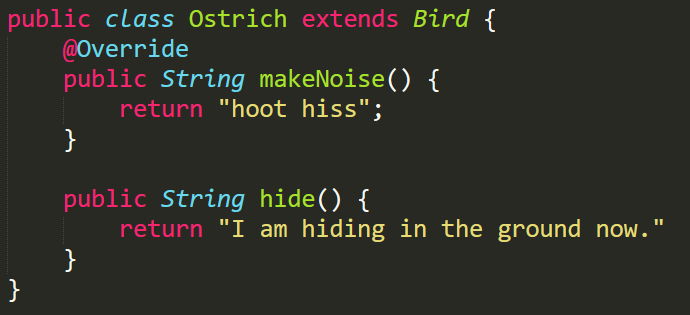 public class Ostrich extends Bird {
    @Override
    public String makeNoise() {
        return "hoot hiss";
    }

    public String hide() {
        return "I am hiding in the ground now."
    }
}